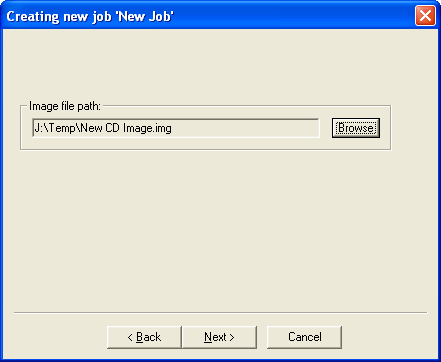 Creating new job 'New Job'
Image file path:
J:\Temp\New CD Image.img
Browse
< Back
Next >
Cancel